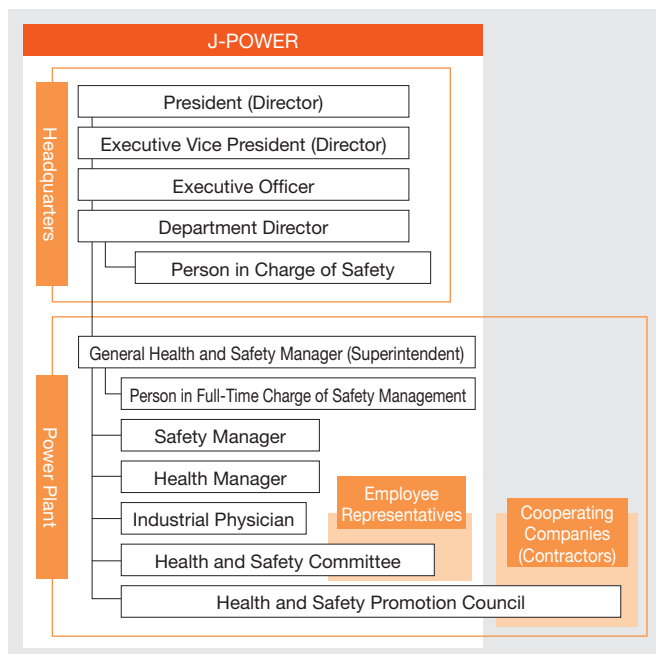 J-POWER
Headquarters
President (Director)
Executive Vice President (Director)
Executive Officer
Department Director
Person in Charge of Safety
Power Plant
General Health and Safety Manager (Superintendent)
Person in Full-Time Charge of Safety Management
Safety Manager
Health Manager
Industrial Physician
Health and Safety Committee
Health and Safety Promotion Council
Employee
Representatives
Cooperating
Companies
(Contractors)